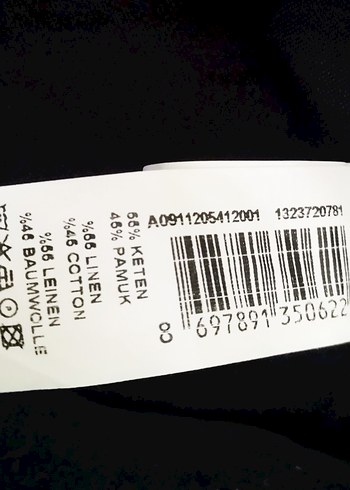 A0911205412001 1323720781
55% KETEN
45% PAMUK
%55 LINEN
%45 COTTON
%55 LEINEN
%45 BAUMWOLLE
8 697891 350622